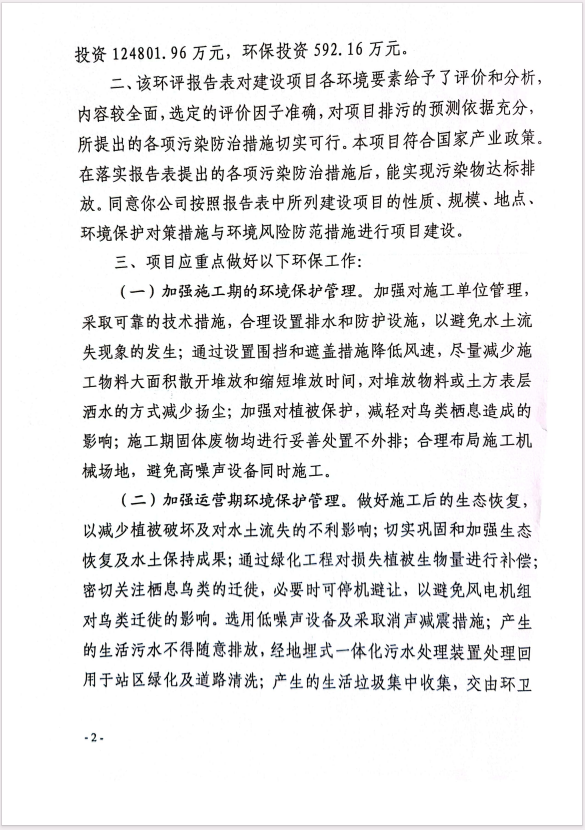 投资 124801.96 万元，环保投资 592.16 万元。
二、该环评报告表对建设项目各环境要素给予了评价和分析，
内容较全面，选定的评价因子准确，对项目排污的预测依据充分，
所提出的各项污染防治措施切实可行。本项目符合国家产业政策。
在落实报告表提出的各项污染防治措施后，能实现污染物达标排
放。同意你公司按照报告表中所列建设项目的性质、规模、地点、
环境保护对策措施与环境风险防范措施进行项目建设。
三、项目应重点做好以下环保工作：
（一）加强施工期的环境保护管理。加强对施工单位管理，
采取可靠的技术措施，合理设置排水和防护设施，以避免水土流
失现象的发生；通过设置围挡和遮盖措施降低风速，尽量减少施
工物料大面积散开堆放和缩短堆放时间，对堆放物料或土方表层
洒水的方式减少扬尘；加强对植被保护，减轻对鸟类栖息造成的
影响；施工期固体废物均进行妥善处置不外排；合理布局施工机
械场地，避免高噪声设备同时施工。
（二）加强运营期环境保护管理。做好施工后的生态恢复，
以减少植被破坏及对水土流失的不利影响；切实巩固和加强生态
恢复及水土保持成果；通过绿化工程对损失植被生物量进行补偿；
密切关注栖息鸟类的迁徙，必要时可停机避让，以避免风电机组
对鸟类迁徙的影响。选用低噪声设备及采取消声减震措施；产生
的生活污水不得随意排放，经地埋式一体化污水处理装置处理回
用于站区绿化及道路清洗；产生的生活垃圾集中收集，交由环卫
- 2 -